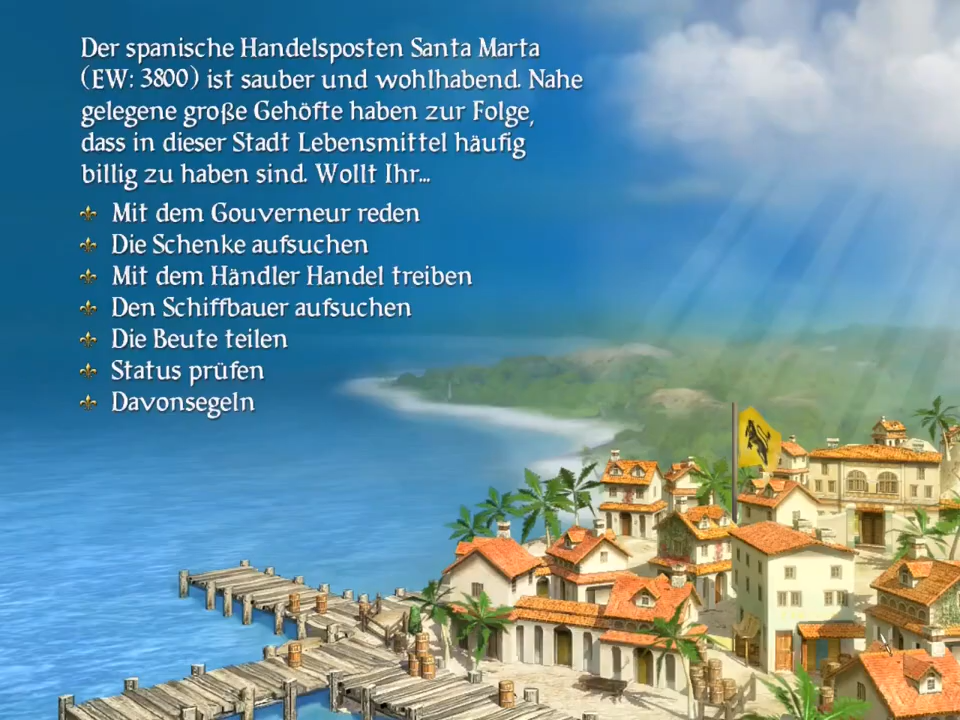 Der spanische Handelsposten Santa Marta
(EW: 3800) ist sauber und wohlhabend. Nahe
gelegene große Gehöfte haben zur Folge,
dass in dieser Stadt Lebensmittel häufig
billig zu haben sind. Wollt Ihr...
Mit dem Gouverneur reden
Die Schenke aufsuchen
Mit dem Händler Handel treiben
Den Schiffbauer aufsuchen
Die Beute teilen
Status prüfen
Davonsegeln